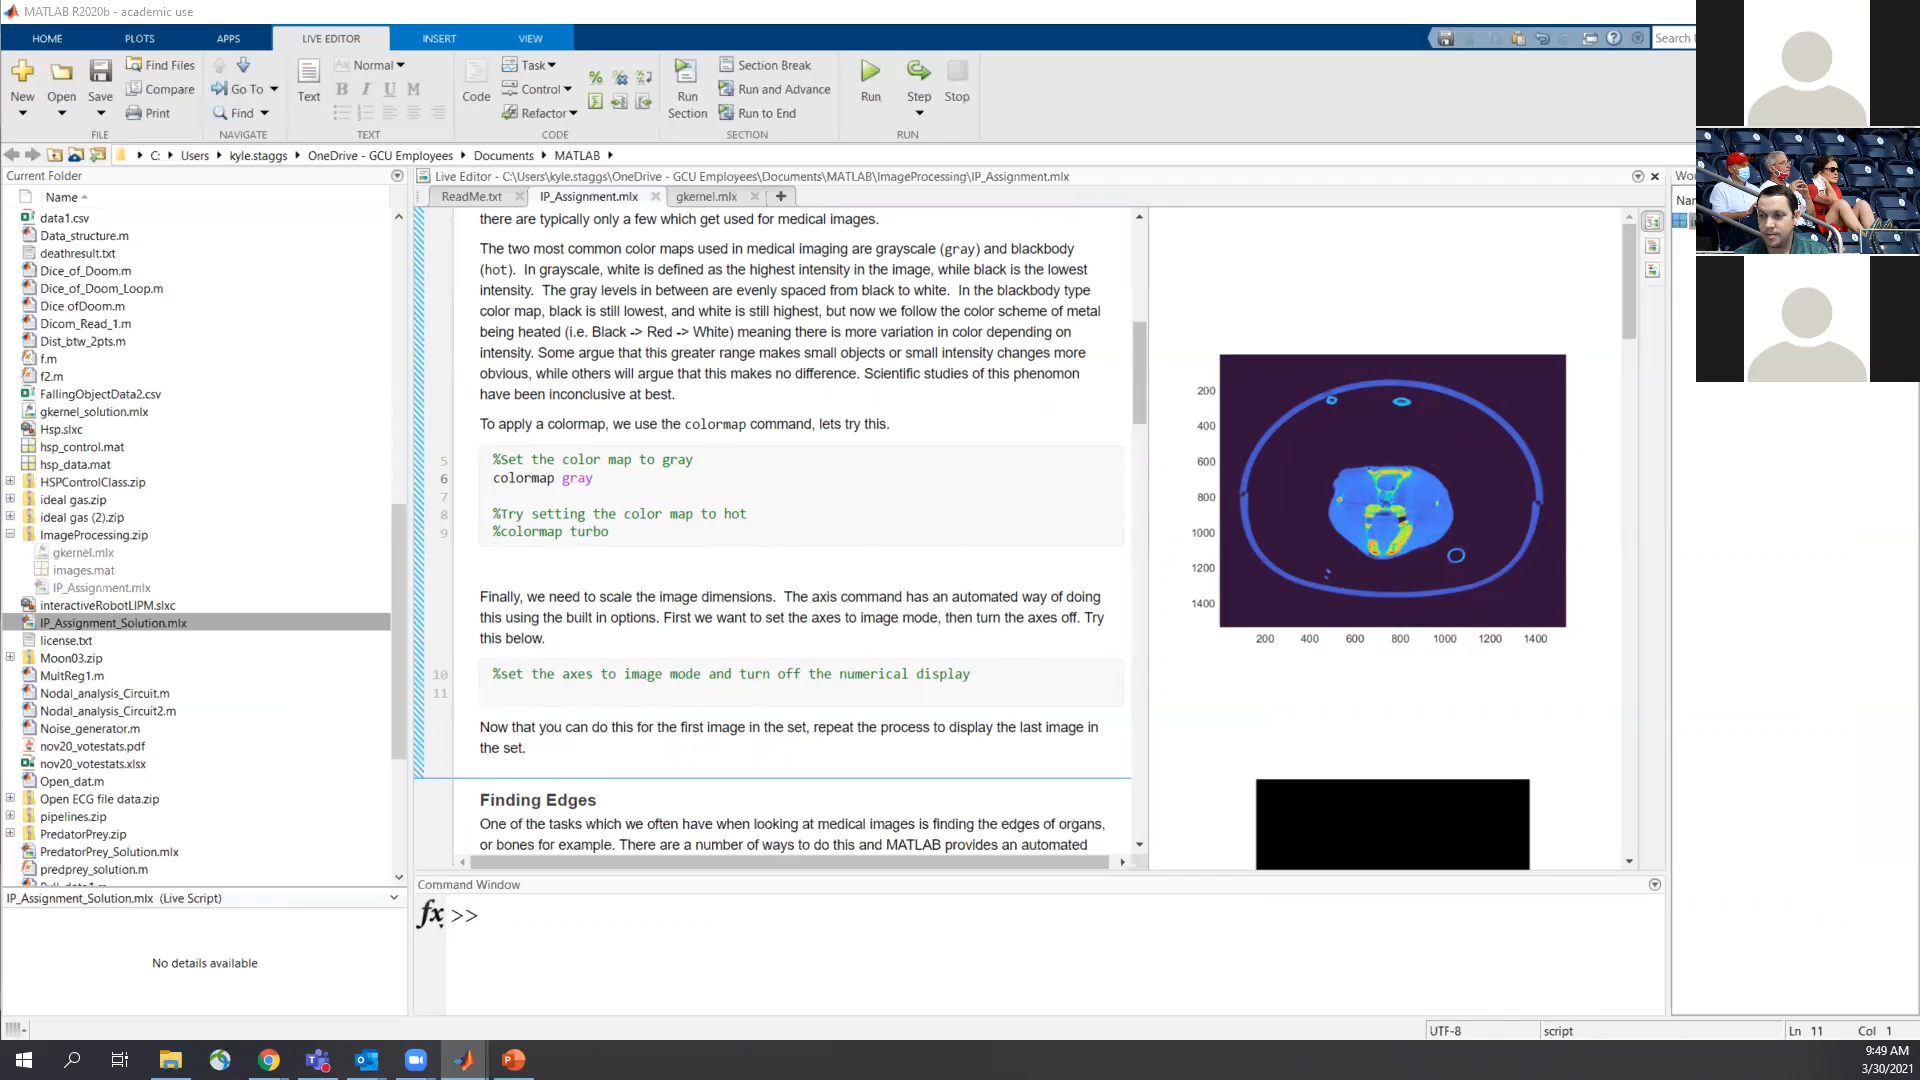 MATLAB R2020b - academic use
HOME PLOTS APPS LIVE EDITOR INSERT VIEW Search
Find Files Normal Task Section Break
Compare Go To B I U M Control Run and Advance
New Open Save Print Find Text Code Refactor Run Section Run to End Run Step Stop
FILE NAVIGATE TEXT CODE SECTION RUN
C: Users kyle.staggs OneDrive - GCU Employees Documents MATLAB
Current Folder
Name
data1.csv
Data_structure.m
deathresult.txt
Dice_of_Doom.m
Dice_of_Doom_Loop.m
Dice ofDoom.m
Dicom_Read_1.m
Dist_btw_2pts.m
f.m
f2.m
FallingObjectData2.csv
gkernel_solution.mlx
Hsp.slxc
hsp_control.mat
hsp_data.mat
HSPControlClass.zip
ideal gas.zip
ideal gas (2).zip
ImageProcessing.zip
gkernel.mlx
images.mat
IP_Assignment.mlx
interactiveRobotLIPM.slxc
IP_Assignment_Solution.mlx
license.txt
Moon03.zip
MultReg1.m
Nodal_analysis_Circuit.m
Nodal_analysis_Circuit2.m
Noise_generator.m
nov20_votestats.pdf
nov20_votestats.xlsx
Open_dat.m
Open ECG file data.zip
pipelines.zip
PredatorPrey.zip
PredatorPrey_Solution.mlx
predprey_solution.m
IP_Assignment_Solution.mlx (Live Script)
No details available
Live Editor - C:\Users\kyle.staggs\OneDrive - GCU Employees\Documents\MATLAB\ImageProcessing\IP_Assignment.mlx
ReadMe.txt IP_Assignment.mlx gkernel.mlx
there are typically only a few which get used for medical images.
The two most common color maps used in medical imaging are grayscale (gray) and blackbody
(hot). In grayscale, white is defined as the highest intensity in the image, while black is the lowest
intensity. The gray levels in between are evenly spaced from black to white. In the blackbody type
color map, black is still lowest, and white is still highest, but now we follow the color scheme of metal
being heated (i.e. Black -> Red -> White) meaning there is more variation in color depending on
intensity. Some argue that this greater range makes small objects or small intensity changes more
obvious, while others will argue that this makes no difference. Scientific studies of this phenomon
have been inconclusive at best.
To apply a colormap, we use the colormap command, lets try this.
5 %Set the color map to gray
6 colormap gray
7
8 %Try setting the color map to hot
9 %colormap turbo
Finally, we need to scale the image dimensions. The axis command has an automated way of doing
this using the built in options. First we want to set the axes to image mode, then turn the axes off. Try
this below.
10 %set the axes to image mode and turn off the numerical display
11
Now that you can do this for the first image in the set, repeat the process to display the last image in
the set.
Finding Edges
One of the tasks which we often have when looking at medical images is finding the edges of organs,
or bones for example. There are a number of ways to do this and MATLAB provides an automated
200
400
600
800
1000
1200
1400
200 400 600 800 1000 1200 1400
Command Window
fx >>
UTF-8 script Ln 11 Col 1
9:49 AM
3/30/2021